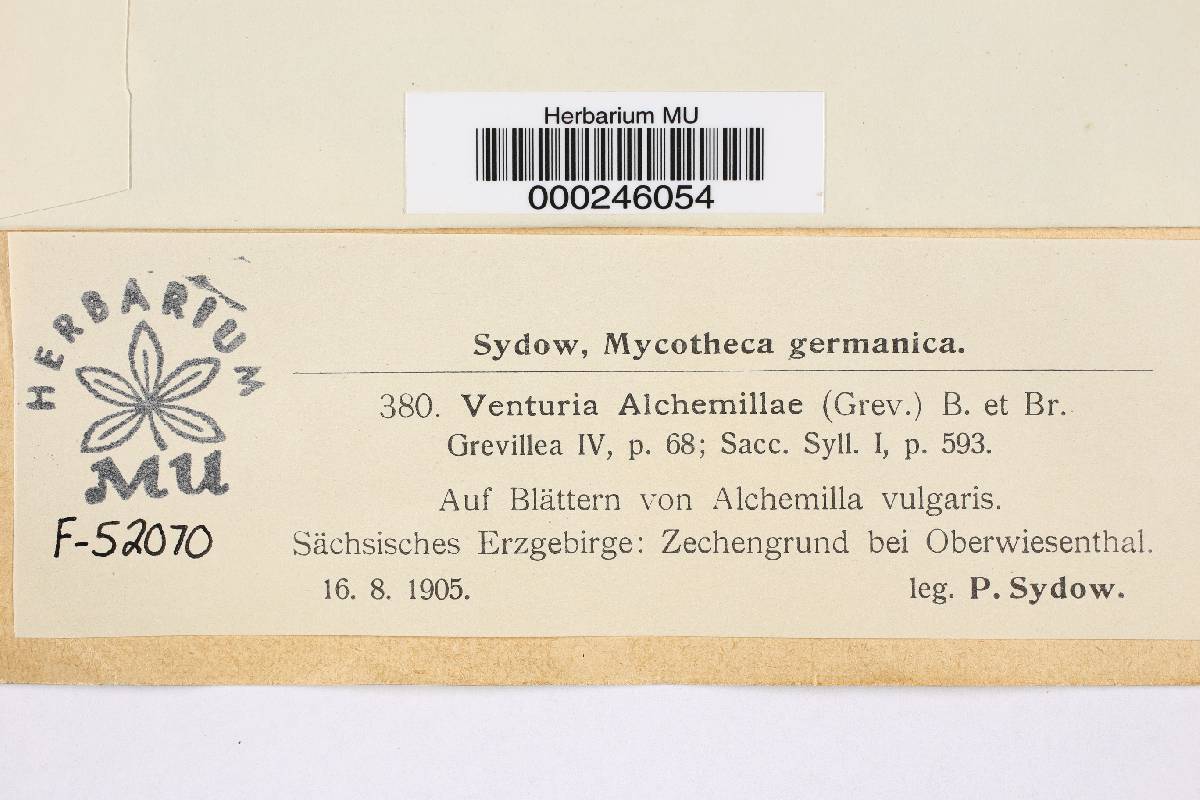 Herbarium MU
000246054
HERBARIUM
MU
F-52070
Sydow, Mycotheca germanica.
380. Venturia Alchemillae (Grev.) B. et Br.
Grevillea IV, p. 68; Sacc. Syll. I, p. 593.
Auf Blättern von Alchemilla vulgaris.
Sächsisches Erzgebirge: Zechengrund bei Oberwiesenthal.
16. 8. 1905. leg. P. Sydow.